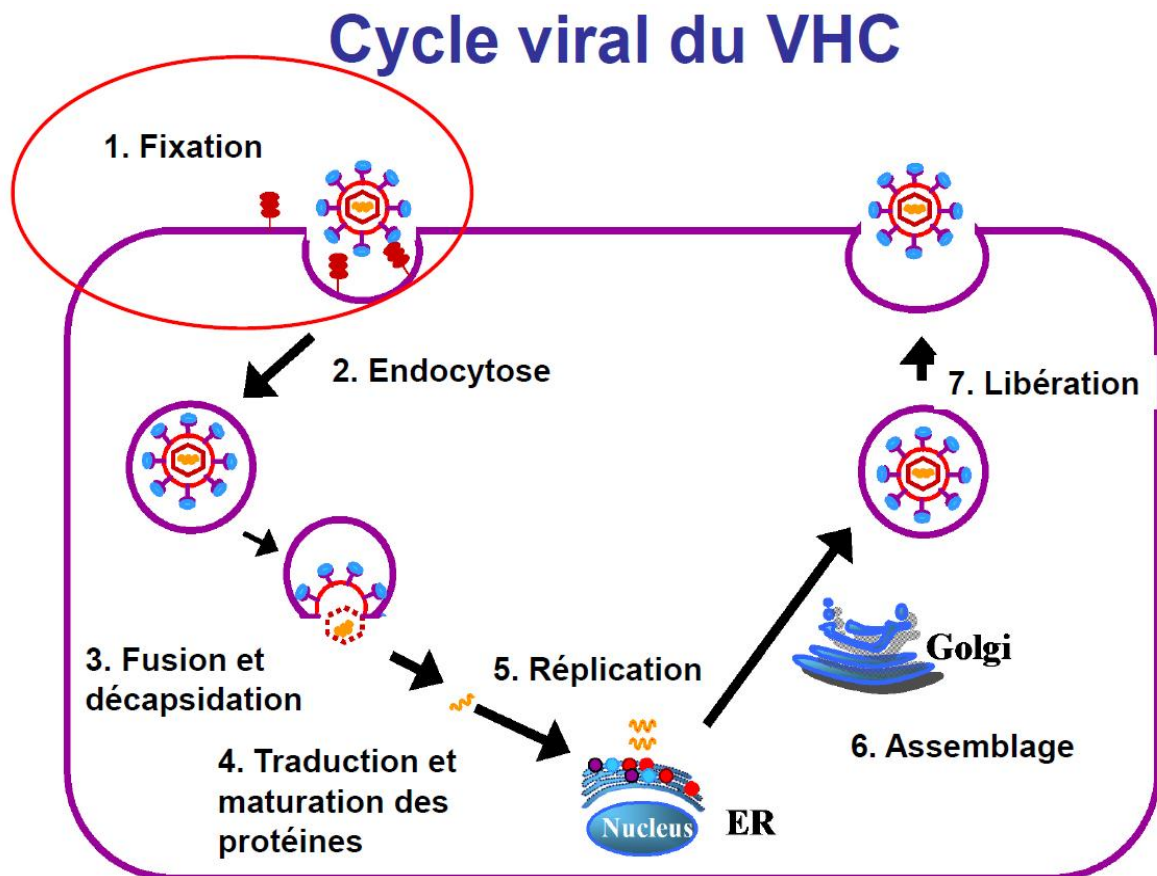 Cycle viral du VHC
1. Fixation
2. Endocytose
7. Libération
3. Fusion et
décapsidation
5. Réplication
Golgi
4. Traduction et
maturation des
protéines
6. Assemblage
Nucleus
ER